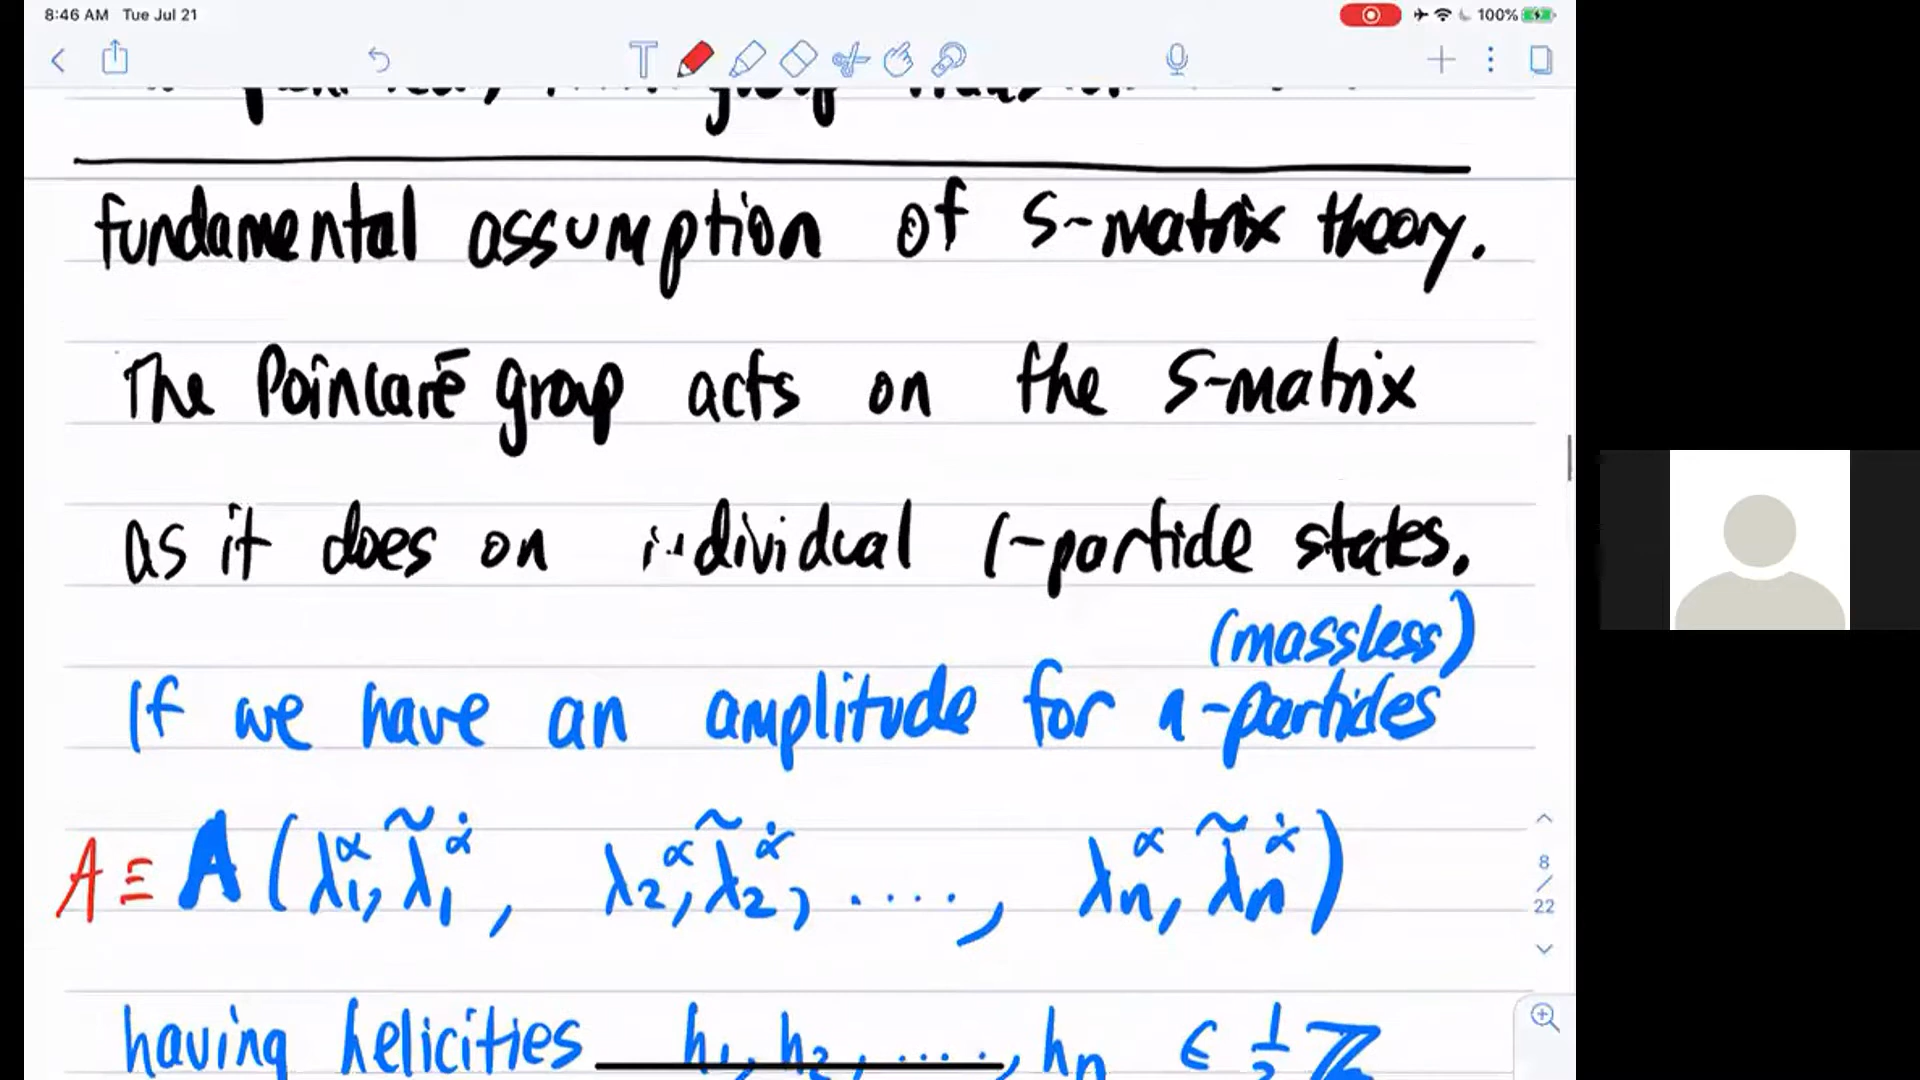 8:46 AM Tue Jul 21
100%
T
fundamental assumption of S-matrix theory.
The Poincaré group acts on the S-matrix
as it does on individual 1-particle states.
(massless)
If we have an amplitude for n-particles
A ≡ A (λ₁^α, λ̃₁^α̇, λ₂^α, λ̃₂^α̇, ...., λₙ^α, λ̃ₙ^α̇)
8
/
22
having helicities h₁, h₂, ...., hₙ ∈ ½ ℤ